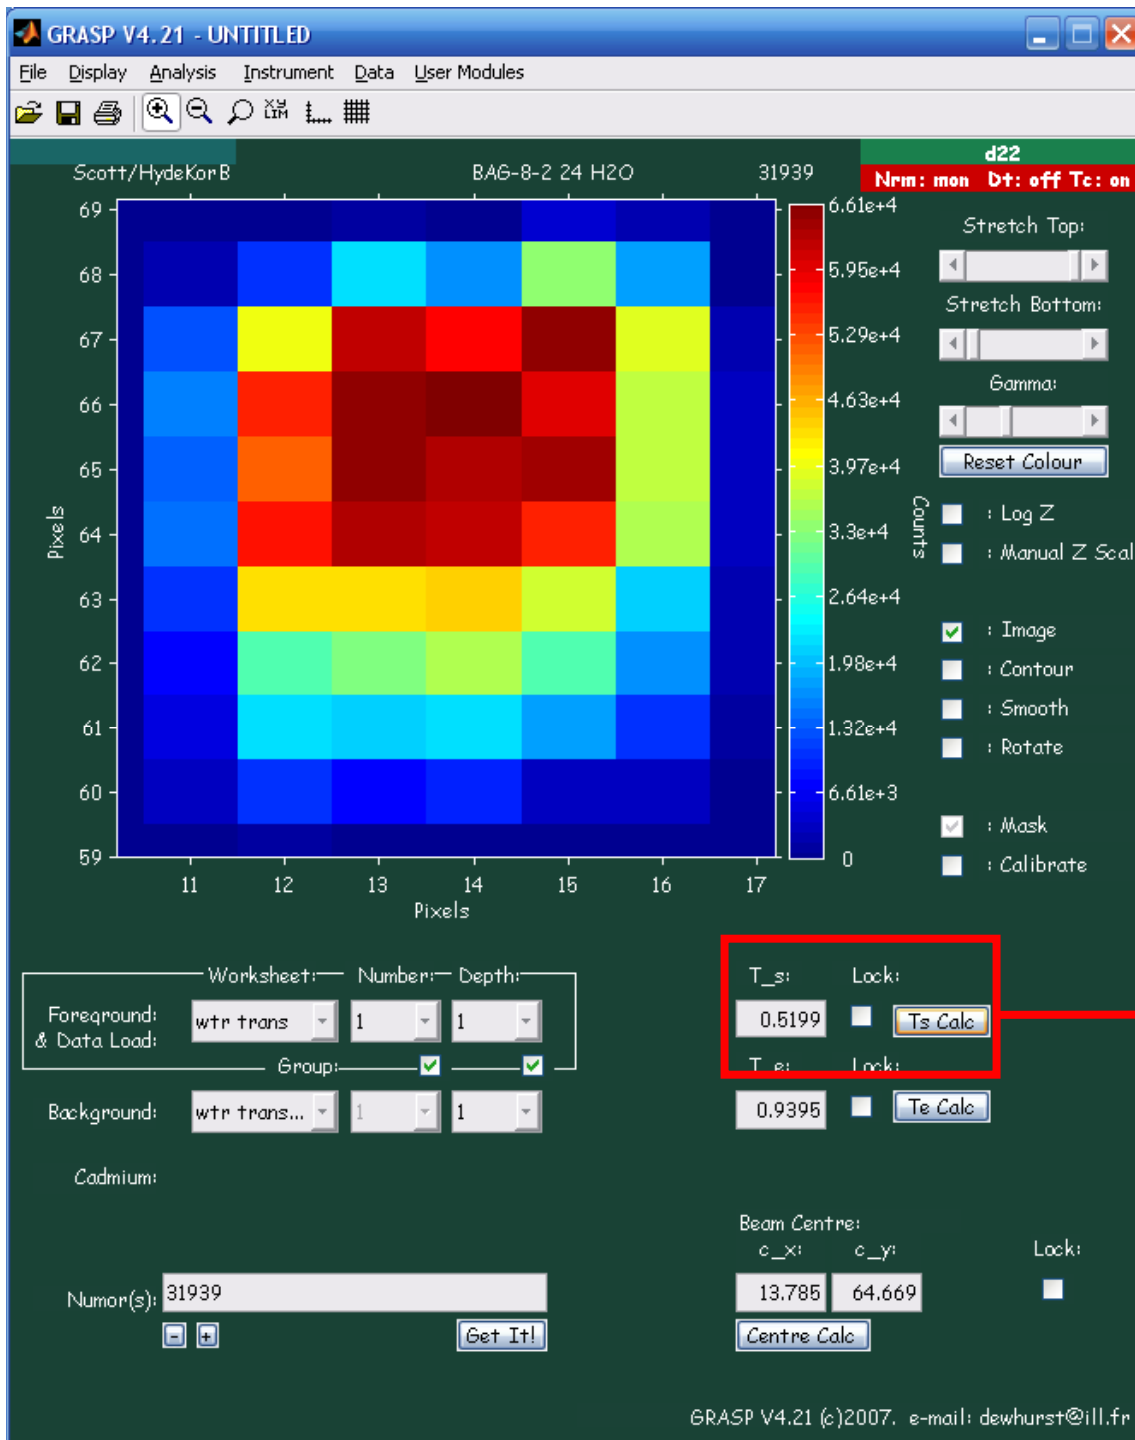 GRASP V4.21 - UNTITLED
File Display Analysis Instrument Data User Modules
XY LIM
Scott/HydeKorB BAG-8-2 24 H2O 31939
d22
Nrm: mon Dt: off Tc: on
69
68
67
66
65
64
63
62
61
60
59
Pixels
11 12 13 14 15 16 17
Pixels
6.61e+4
5.95e+4
5.29e+4
4.63e+4
3.97e+4
3.3e+4
2.64e+4
1.98e+4
1.32e+4
6.61e+3
0
Counts
Stretch Top:
Stretch Bottom:
Gamma:
Reset Colour
: Log Z
: Manual Z Scal
: Image
: Contour
: Smooth
: Rotate
: Mask
: Calibrate
Worksheet: Number: Depth:
Foreground: & Data Load:
wtr trans 1 1
Group:
Background: wtr trans... 1 1
Cadmium:
T_s: Lock:
0.5199 Ts Calc
T_e: Lock:
0.9395 Te Calc
Beam Centre:
c_x: c_y: Lock:
13.785 64.669
Centre Calc
Numor(s): 31939
- + Get It!
GRASP V4.21 (c)2007. e-mail: dewhurst@ill.fr